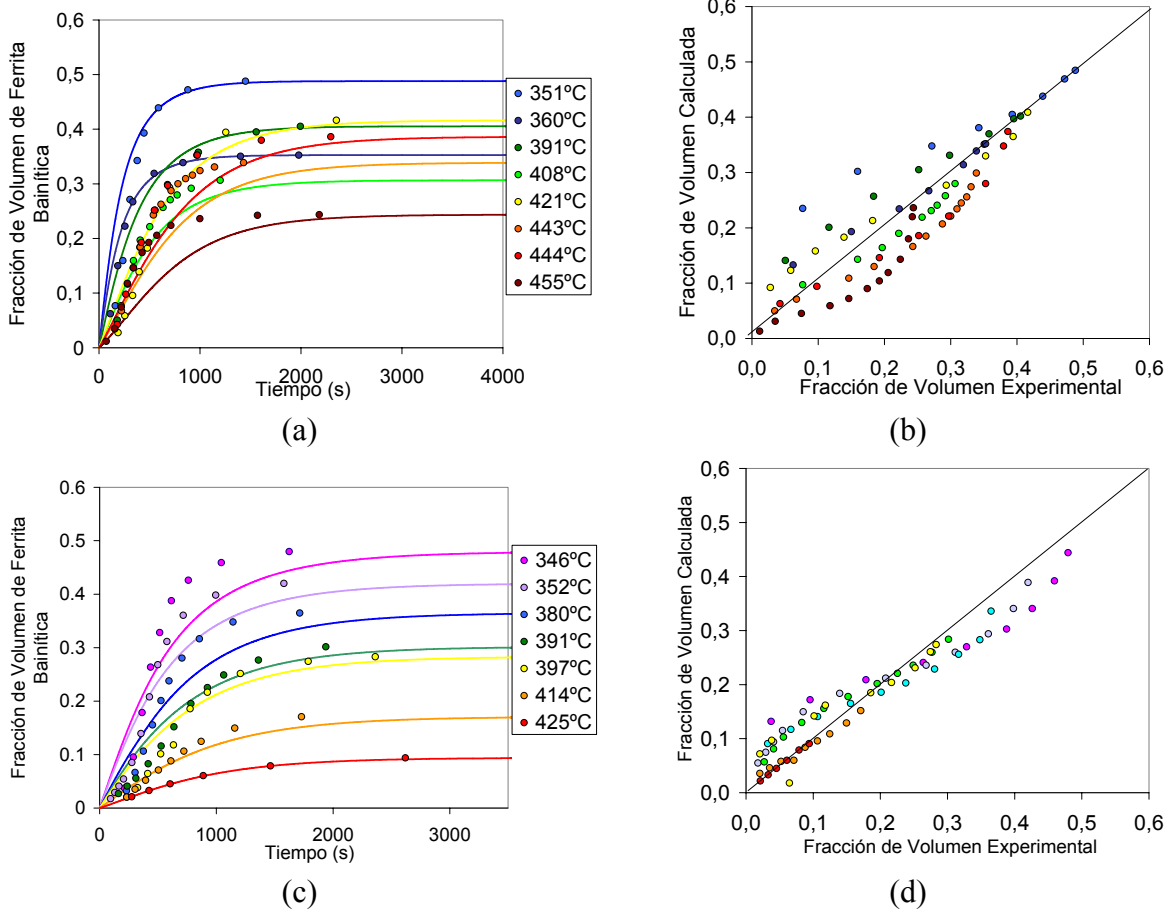 Fracción de Volumen de Ferrita
Bainítica
0.6
0,5
0,4
0,3
0,2
0,1
0
0
1000
2000
3000
4000
Tiempo (s)
351ºC
360ºC
391ºC
408ºC
421ºC
443ºC
444ºC
455ºC
(a)
Fracción de Volumen Calculada
0,6
0,5
0,4
0,3
0,2
0,1
0,0
0,0
0,1
0,2
0,3
0,4
0,5
0,6
Fracción de Volumen Experimental
(b)
Fracción de Volumen de Ferrita
Bainítica
0.6
0.5
0.4
0.3
0.2
0.1
0
0
1000
2000
3000
Tiempo (s)
346ºC
352ºC
380ºC
391ºC
397ºC
414ºC
425ºC
(c)
Fracción de Volumen Calculada
0,6
0,5
0,4
0,3
0,2
0,1
0,0
0,0
0,1
0,2
0,3
0,4
0,5
0,6
Fracción de Volumen Experimental
(d)